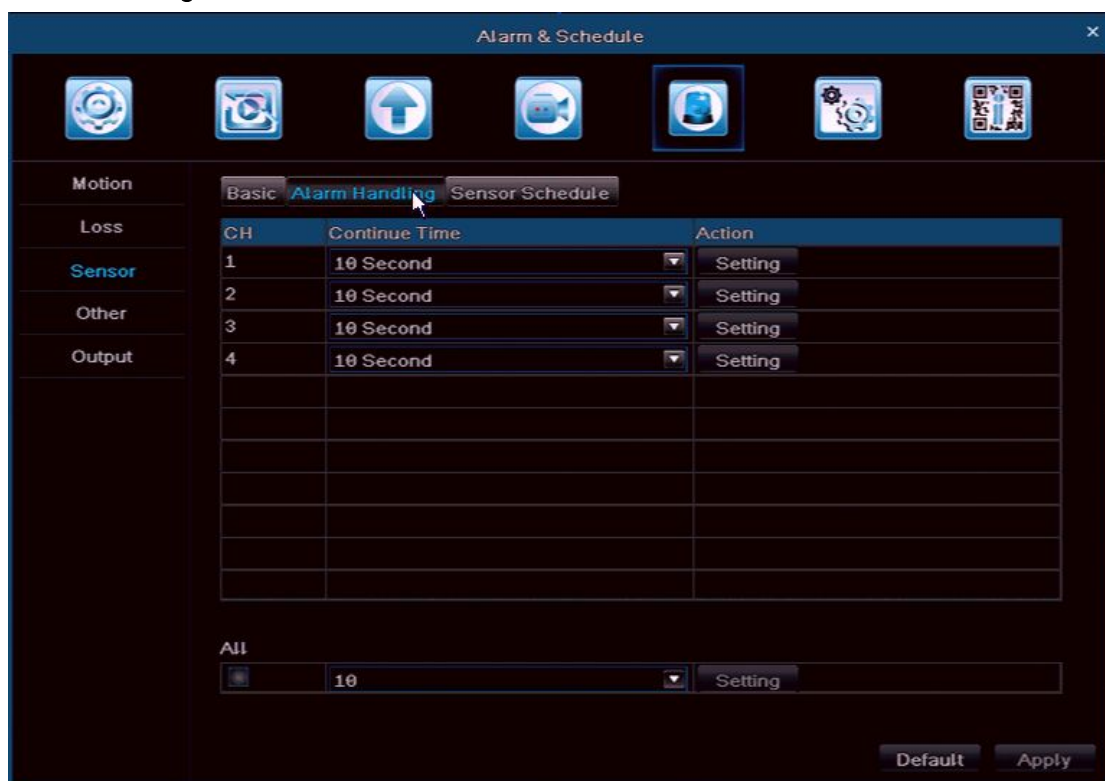 Alarm & Schedule ×
Motion
Loss
Sensor
Other
Output
Basic Alarm Handling Sensor Schedule
CH Continue Time Action
1 10 Second Setting
2 10 Second Setting
3 10 Second Setting
4 10 Second Setting
All
10 Setting
Default Apply